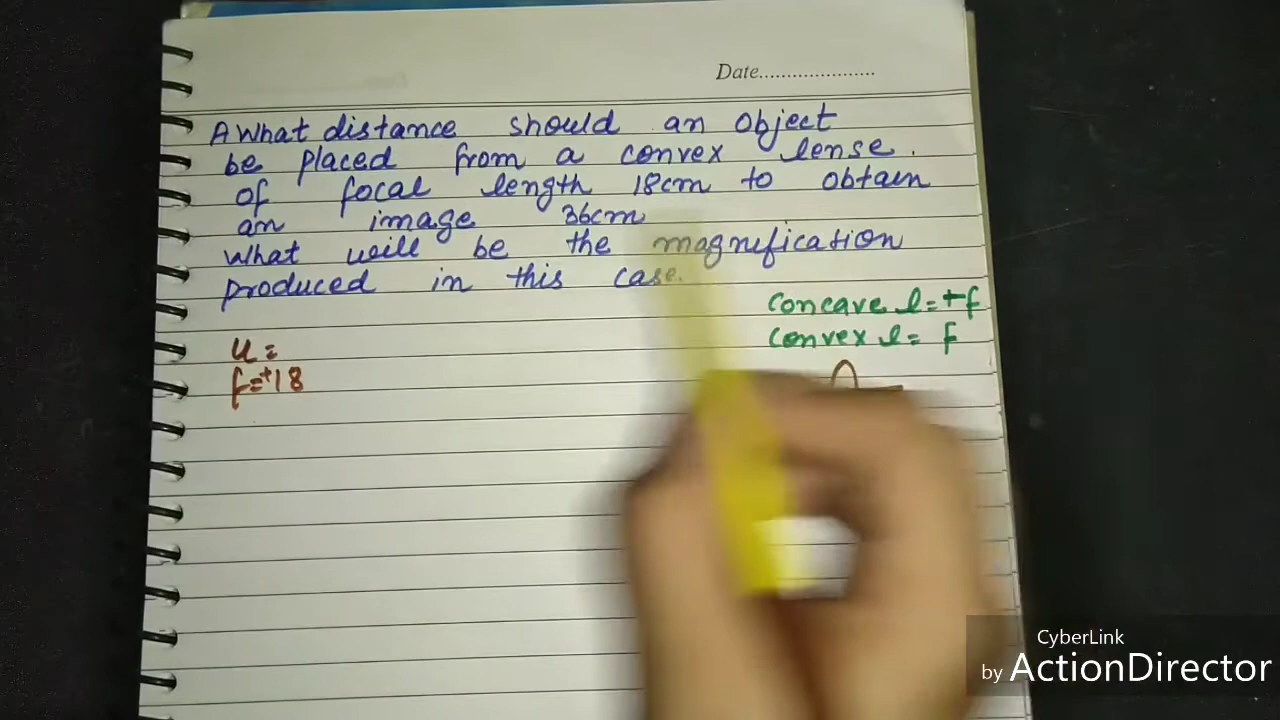 Date.....................
A What distance should an object
be placed from a convex lense.
of focal length 18cm to obtain
an image 36cm
what will be the magnification
produced in this case.
concave l=+f
convex l= f
u=
f=+18
CyberLink
by ActionDirector